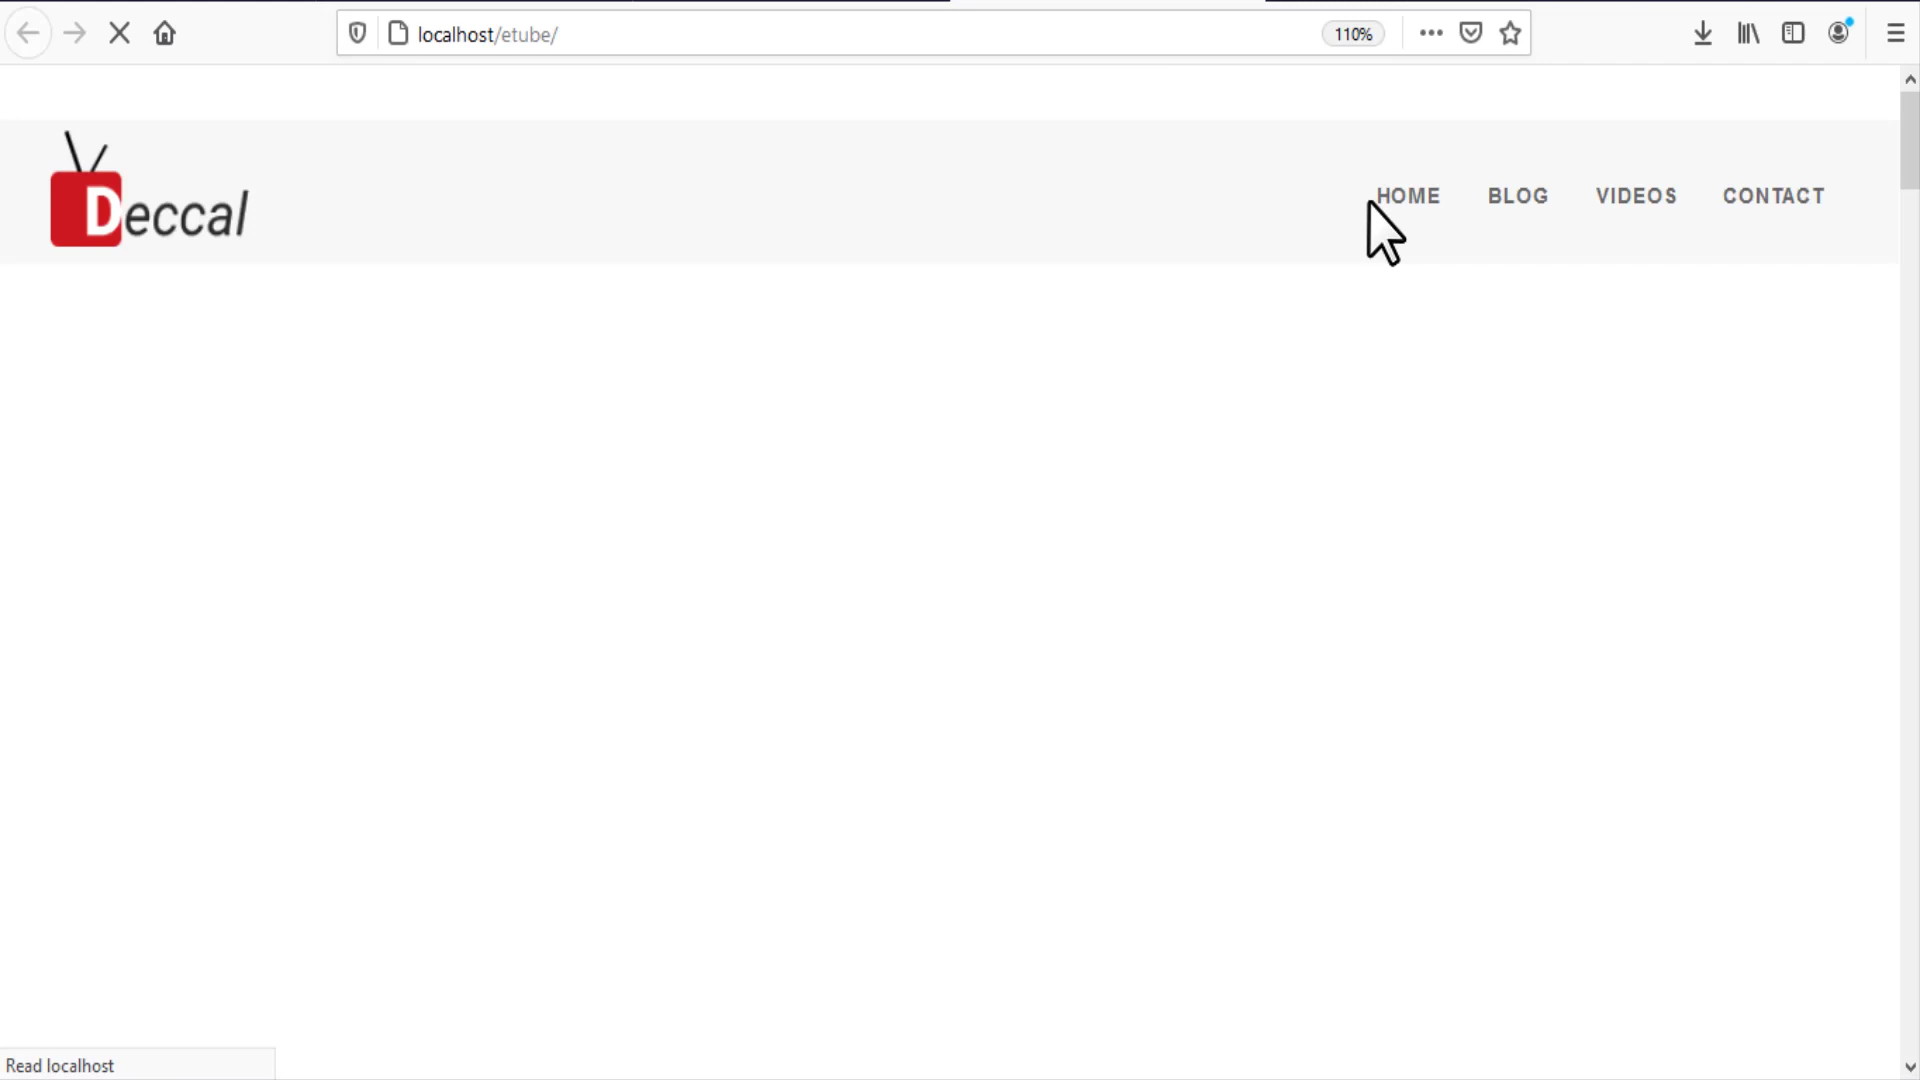 localhost/etube/
110%
Deccal
HOME BLOG VIDEOS CONTACT
Read localhost